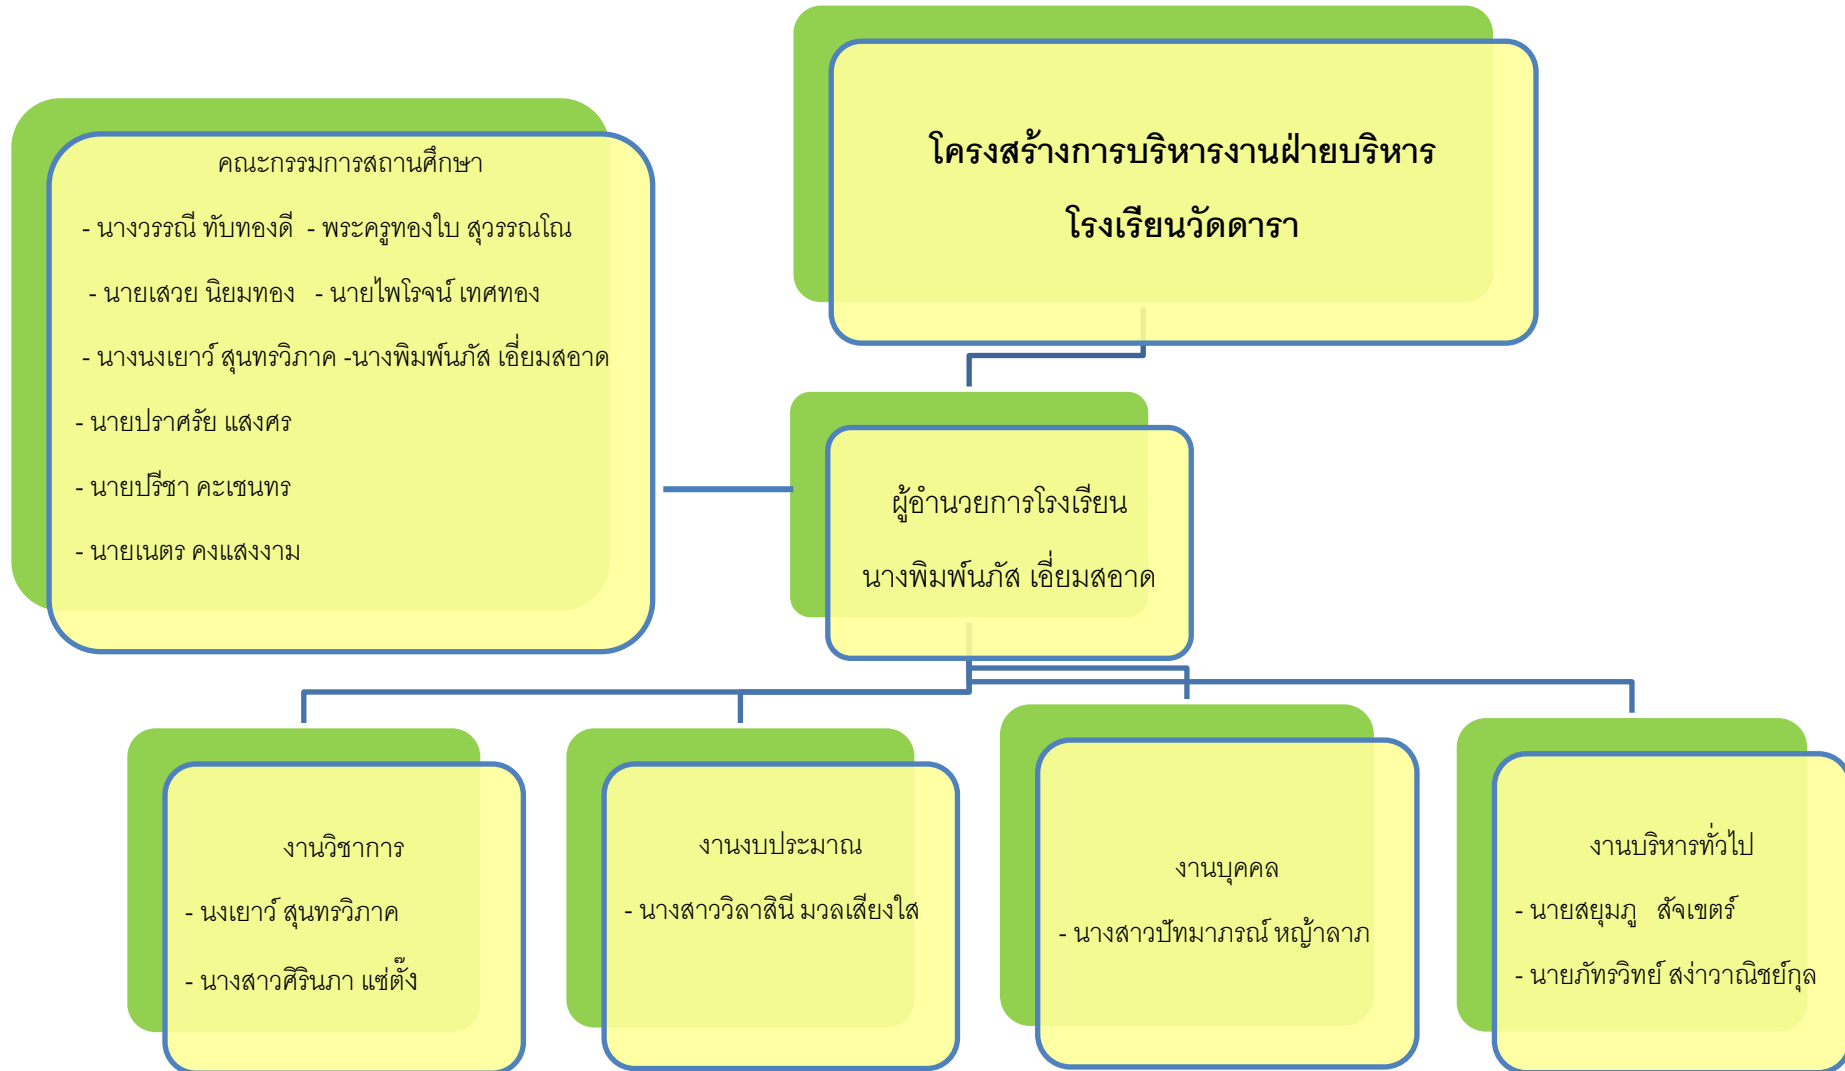 โครงสร้างการบริหารงานฝ่ายบริหาร
โรงเรียนวัดดารา
คณะกรรมการสถานศึกษา
- นางวรรณี ทับทองดี - พระครูทองใบ สุวรรณโณ
- นายเสวย นิยมทอง - นายไพโรจน์ เทศทอง
- นางนงเยาว์ สุนทรวิภาค -นางพิมพ์นภัส เอี่ยมสอาด
- นายปราศรัย แสงศร
- นายปรีชา คะเชนทร
- นายเนตร คงแสงงาม
ผู้อำนวยการโรงเรียน
นางพิมพ์นภัส เอี่ยมสอาด
งานวิชาการ
- นงเยาว์ สุนทรวิภาค
- นางสาวศิรินภา แซ่ตั๊ง
งานงบประมาณ
- นางสาววิลาสินี มวลเสียงใส
งานบุคคล
- นางสาวปัทมาภรณ์ หญ้าลาภ
งานบริหารทั่วไป
- นายสยุมภู สัจเขตร์
- นายภัทรวิทย์ สง่าวาณิชย์กุล